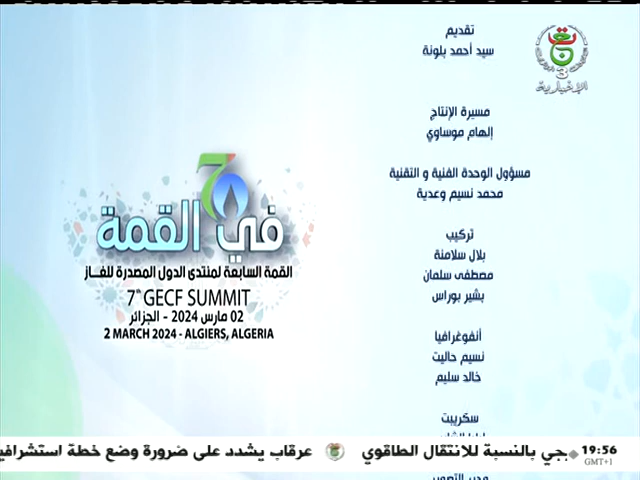 تقديم
سيد أحمد بلونة
مسيرة الإنتاج
إلهام موساوي
مسؤول الوحدة الفنية و التقنية
محمد نسيم وعدية
تركيب
بلال سلامنة
مصطفى سلمان
بشير بوراس
أنفوغرافيا
نسيم حاليت
خالد سليم
سكريبت
الإخبارية
3
7
في القمة
القمة السابعة لمنتدى الدول المصدرة للغـاز
7th GECF SUMMIT
02 مارس 2024 - الجزائر
2 MARCH 2024 - ALGIERS, ALGERIA
جي بالنسبة للانتقال الطاقوي
عرقاب يشدد على ضرورة وضع خطة استشرافي
19:56
GMT+1